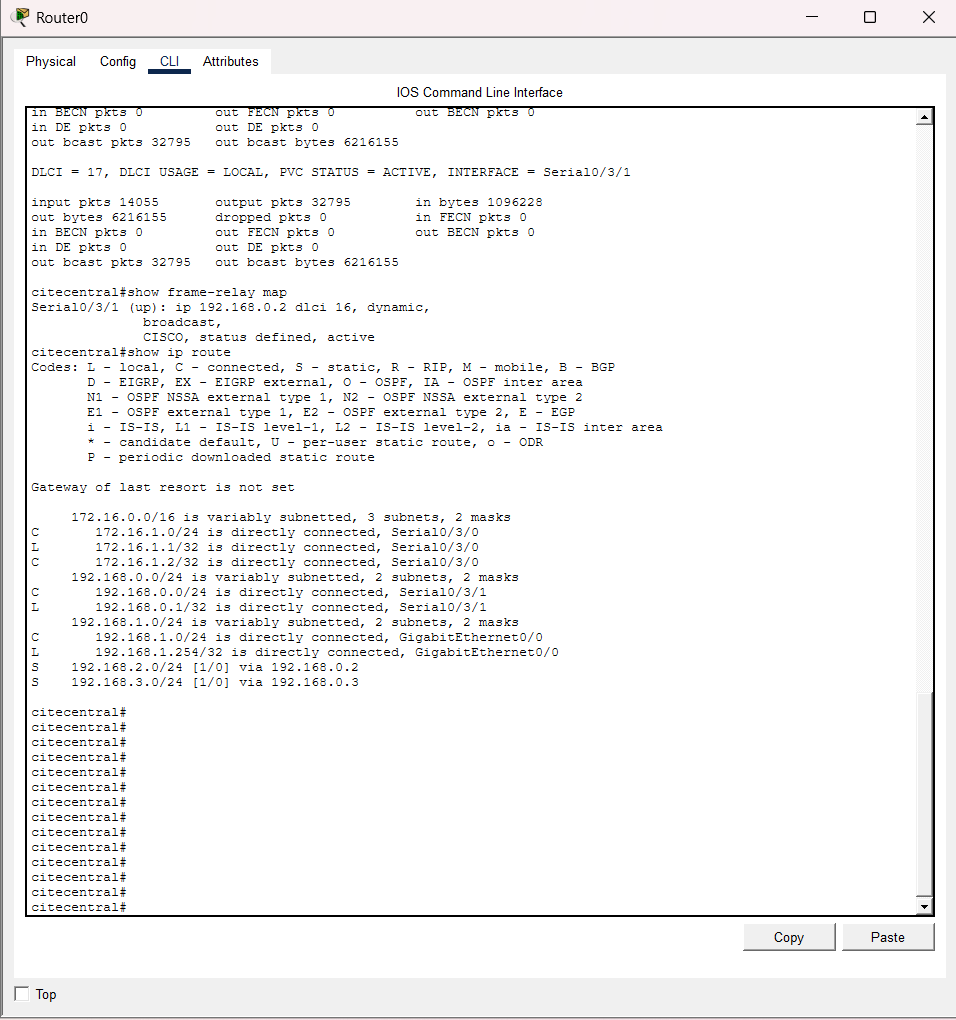 Router0
Physical Config CLI Attributes
IOS Command Line Interface
in BECN pkts 0 out FECN pkts 0 out BECN pkts 0
in DE pkts 0 out DE pkts 0
out bcast pkts 32795 out bcast bytes 6216155
DLCI = 17, DLCI USAGE = LOCAL, PVC STATUS = ACTIVE, INTERFACE = Serial0/3/1
input pkts 14055 output pkts 32795 in bytes 1096228
out bytes 6216155 dropped pkts 0 in FECN pkts 0
in BECN pkts 0 out FECN pkts 0 out BECN pkts 0
in DE pkts 0 out DE pkts 0
out bcast pkts 32795 out bcast bytes 6216155
citecentral#show frame-relay map
Serial0/3/1 (up): ip 192.168.0.2 dlci 16, dynamic,
broadcast,
CISCO, status defined, active
citecentral#show ip route
Codes: L - local, C - connected, S - static, R - RIP, M - mobile, B - BGP
D - EIGRP, EX - EIGRP external, O - OSPF, IA - OSPF inter area
N1 - OSPF NSSA external type 1, N2 - OSPF NSSA external type 2
E1 - OSPF external type 1, E2 - OSPF external type 2, E - EGP
i - IS-IS, L1 - IS-IS level-1, L2 - IS-IS level-2, ia - IS-IS inter area
* - candidate default, U - per-user static route, o - ODR
P - periodic downloaded static route
Gateway of last resort is not set
172.16.0.0/16 is variably subnetted, 3 subnets, 2 masks
C 172.16.1.0/24 is directly connected, Serial0/3/0
L 172.16.1.1/32 is directly connected, Serial0/3/0
C 172.16.1.2/32 is directly connected, Serial0/3/0
192.168.0.0/24 is variably subnetted, 2 subnets, 2 masks
C 192.168.0.0/24 is directly connected, Serial0/3/1
L 192.168.0.1/32 is directly connected, Serial0/3/1
192.168.1.0/24 is variably subnetted, 2 subnets, 2 masks
C 192.168.1.0/24 is directly connected, GigabitEthernet0/0
L 192.168.1.254/32 is directly connected, GigabitEthernet0/0
S 192.168.2.0/24 [1/0] via 192.168.0.2
S 192.168.3.0/24 [1/0] via 192.168.0.3
citecentral#
citecentral#
citecentral#
citecentral#
citecentral#
citecentral#
citecentral#
citecentral#
citecentral#
citecentral#
citecentral#
citecentral#
citecentral#
citecentral#
Copy Paste
Top